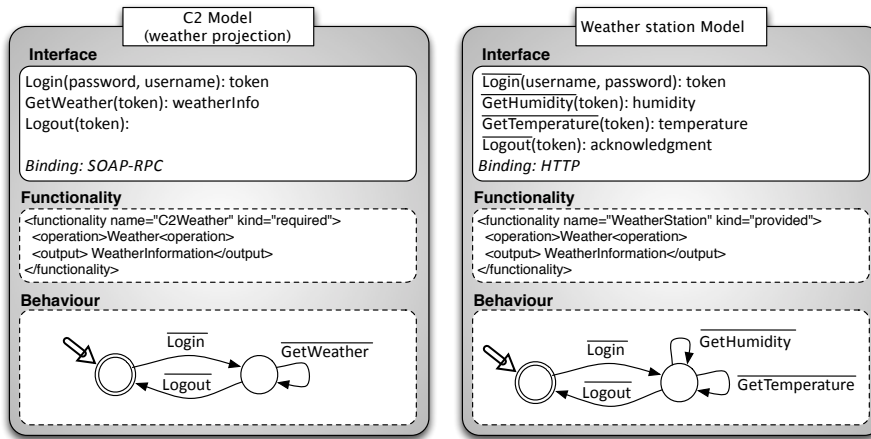 C2 Model
(weather projection)
Interface
Login(password, username): token
GetWeather(token): weatherInfo
Logout(token):
Binding: SOAP-RPC
Functionality
<functionality name="C2Weather" kind="required">
<operation>Weather<operation>
<output> WeatherInformation</output>
</functionality>
Behaviour
Login
GetWeather
Logout
Weather station Model
Interface
Login(username, password): token
GetHumidity(token): humidity
GetTemperature(token): temperature
Logout(token): acknowledgment
Binding: HTTP
Functionality
<functionality name="WeatherStation" kind="provided">
<operation>Weather<operation>
<output> WeatherInformation</output>
</functionality>
Behaviour
Login
GetHumidity
Logout
GetTemperature